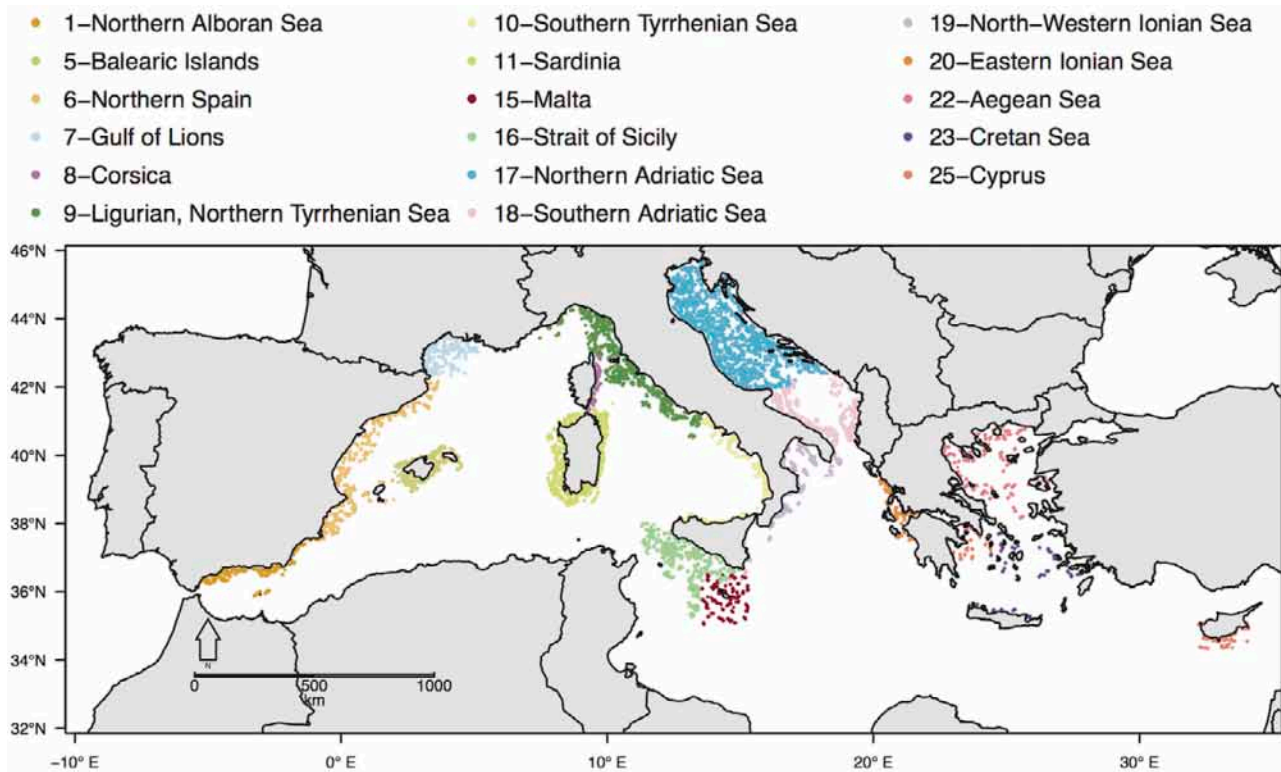 1–Northern Alboran Sea
5–Balearic Islands
6–Northern Spain
7–Gulf of Lions
8–Corsica
9–Ligurian, Northern Tyrrhenian Sea
10–Southern Tyrrhenian Sea
11–Sardinia
15–Malta
16–Strait of Sicily
17–Northern Adriatic Sea
18–Southern Adriatic Sea
19–North–Western Ionian Sea
20–Eastern Ionian Sea
22–Aegean Sea
23–Cretan Sea
25–Cyprus
46°N
44°N
42°N
40°N
38°N
36°N
34°N
32°N
N
0 500 1000
km
−10° E 0° E 10° E 20° E 30° E